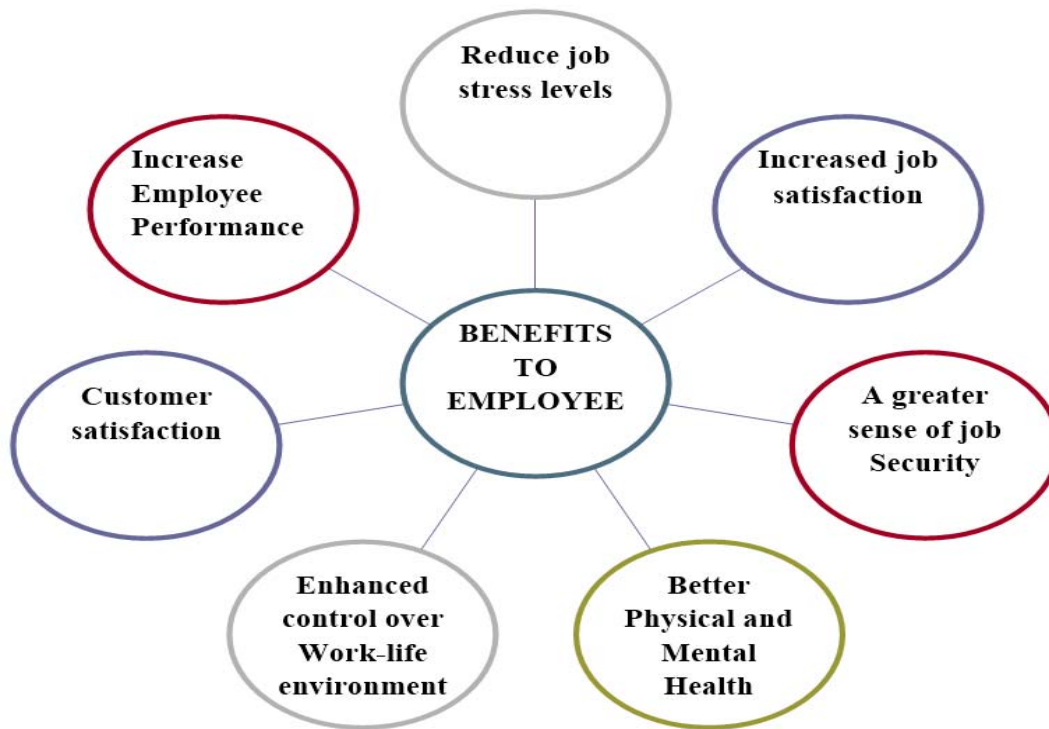 Reduce job
stress levels
Increased job
satisfaction
A greater
sense of job
Security
Better
Physical and
Mental
Health
Enhanced
control over
Work-life
environment
Customer
satisfaction
Increase
Employee
Performance
BENEFITS
TO
EMPLOYEE